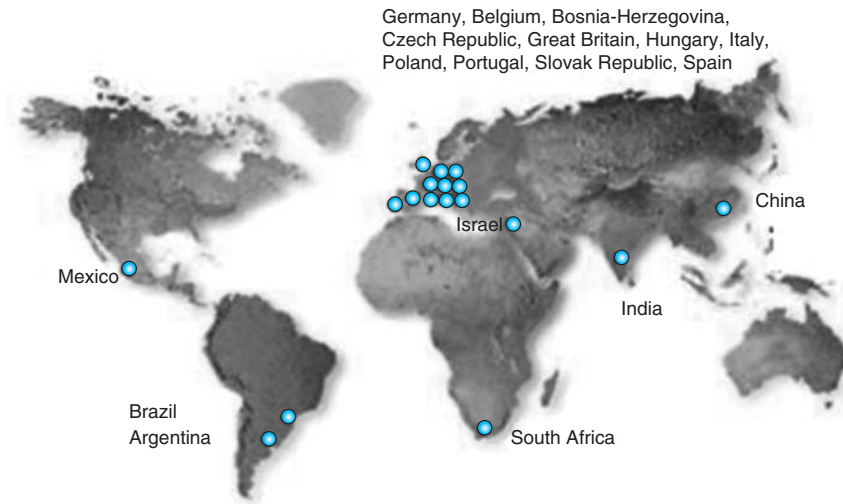 Germany, Belgium, Bosnia-Herzegovina,
Czech Republic, Great Britain, Hungary, Italy,
Poland, Portugal, Slovak Republic, Spain
China
Israel
Mexico
India
Brazil
Argentina
South Africa